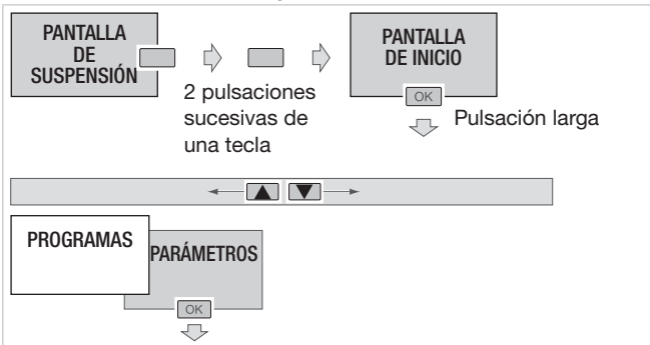 PANTALLA
DE
SUSPENSIÓN
2 pulsaciones
sucesivas de
una tecla
PANTALLA
DE INICIO
OK
Pulsación larga
PROGRAMAS
PARÁMETROS
OK